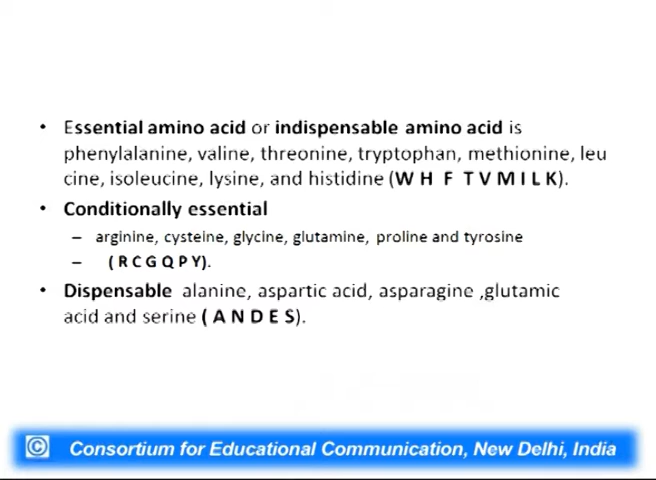 • Essential amino acid or indispensable amino acid is
phenylalanine, valine, threonine, tryptophan, methionine, leu
cine, isoleucine, lysine, and histidine (W H F T V M I L K).
• Conditionally essential
– arginine, cysteine, glycine, glutamine, proline and tyrosine
– (R C G Q P Y).
• Dispensable alanine, aspartic acid, asparagine ,glutamic
acid and serine ( A N D E S).
© Consortium for Educational Communication, New Delhi, India